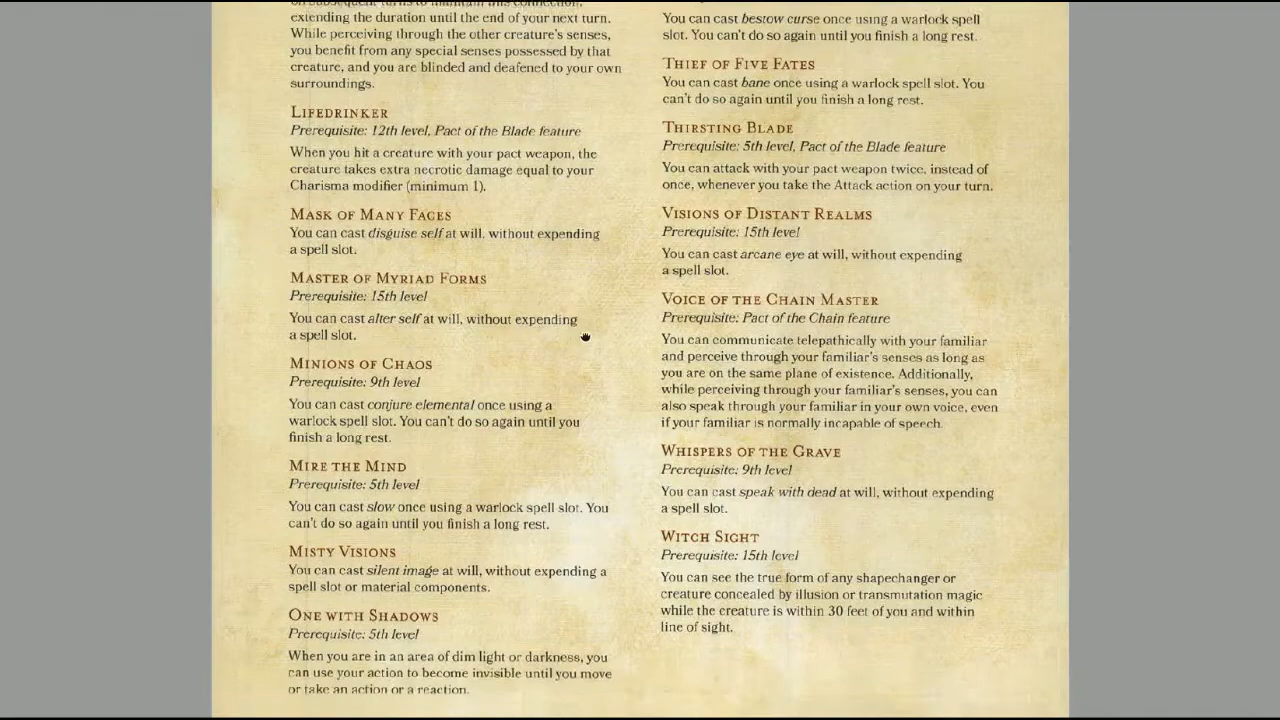 extending the duration until the end of your next turn.
While perceiving through the other creature's senses,
you benefit from any special senses possessed by that
creature, and you are blinded and deafened to your own
surroundings.
LIFEDRINKER
Prerequisite: 12th level, Pact of the Blade feature
When you hit a creature with your pact weapon, the
creature takes extra necrotic damage equal to your
Charisma modifier (minimum 1).
MASK OF MANY FACES
You can cast disguise self at will, without expending
a spell slot.
MASTER OF MYRIAD FORMS
Prerequisite: 15th level
You can cast alter self at will, without expending
a spell slot.
MINIONS OF CHAOS
Prerequisite: 9th level
You can cast conjure elemental once using a
warlock spell slot. You can't do so again until you
finish a long rest.
MIRE THE MIND
Prerequisite: 5th level
You can cast slow once using a warlock spell slot. You
can't do so again until you finish a long rest.
MISTY VISIONS
You can cast silent image at will, without expending a
spell slot or material components.
ONE WITH SHADOWS
Prerequisite: 5th level
When you are in an area of dim light or darkness, you
can use your action to become invisible until you move
or take an action or a reaction.
You can cast bestow curse once using a warlock spell
slot. You can't do so again until you finish a long rest.
THIEF OF FIVE FATES
You can cast bane once using a warlock spell slot. You
can't do so again until you finish a long rest.
THIRSTING BLADE
Prerequisite: 5th level, Pact of the Blade feature
You can attack with your pact weapon twice, instead of
once, whenever you take the Attack action on your turn.
VISIONS OF DISTANT REALMS
Prerequisite: 15th level
You can cast arcane eye at will, without expending
a spell slot.
VOICE OF THE CHAIN MASTER
Prerequisite: Pact of the Chain feature
You can communicate telepathically with your familiar
and perceive through your familiar's senses as long as
you are on the same plane of existence. Additionally,
while perceiving through your familiar's senses, you can
also speak through your familiar in your own voice, even
if your familiar is normally incapable of speech.
WHISPERS OF THE GRAVE
Prerequisite: 9th level
You can cast speak with dead at will, without expending
a spell slot.
WITCH SIGHT
Prerequisite: 15th level
You can see the true form of any shapechanger or
creature concealed by illusion or transmutation magic
while the creature is within 30 feet of you and within
line of sight.